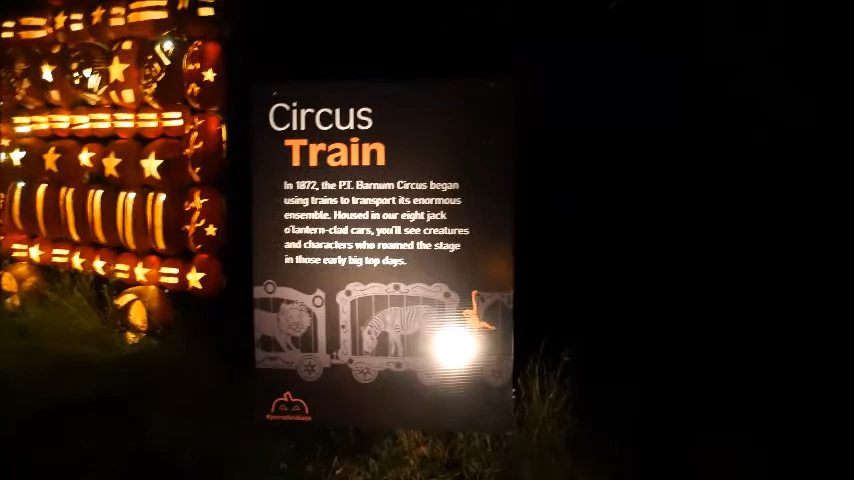 Circus
Train
In 1872, the P.T. Barnum Circus began
using trains to transport its enormous
ensemble. Housed in our eight jack
o'lantern-clad cars, you'll see creatures
and characters who roamed the stage
in those early big top days.
#pumpkinblaze